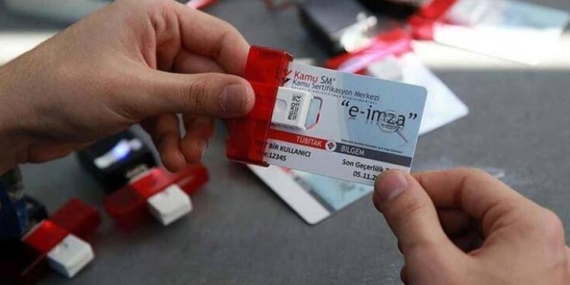 Kamu SM
Kamu Sertifikasyon Merkezi
"e-imza"
TÜBİTAK BİLGEM
BİR KULLANICI
12345
Son Geçerlilik
05.11.2